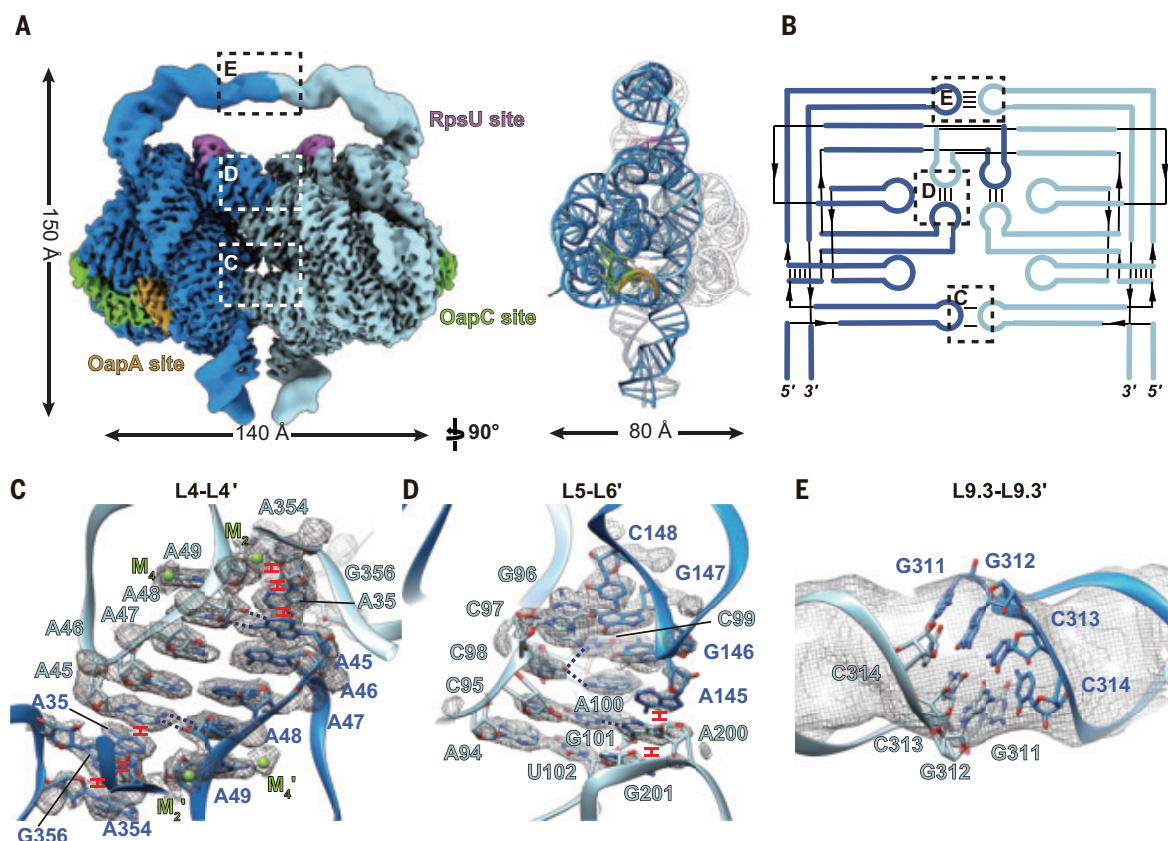 A
E
RpsU site
D
150 Å
C
OapC site
OapA site
140 Å
90°
80 Å
B
E
D
C
5′ 3′
3′ 5′
C
L4-L4′
A354
M2
A49
M4
G356
A48
A35
A47
A46
A45
A45
A46
A35
A47
A48
M4′
A49
M2′
G356
A354
D
L5-L6′
C148
G96
G147
C97
C99
C98
G146
C95
A145
A100
G101
A200
A94
U102
G201
E
L9.3-L9.3′
G311
G312
C313
C314
C314
C313
G311
G312